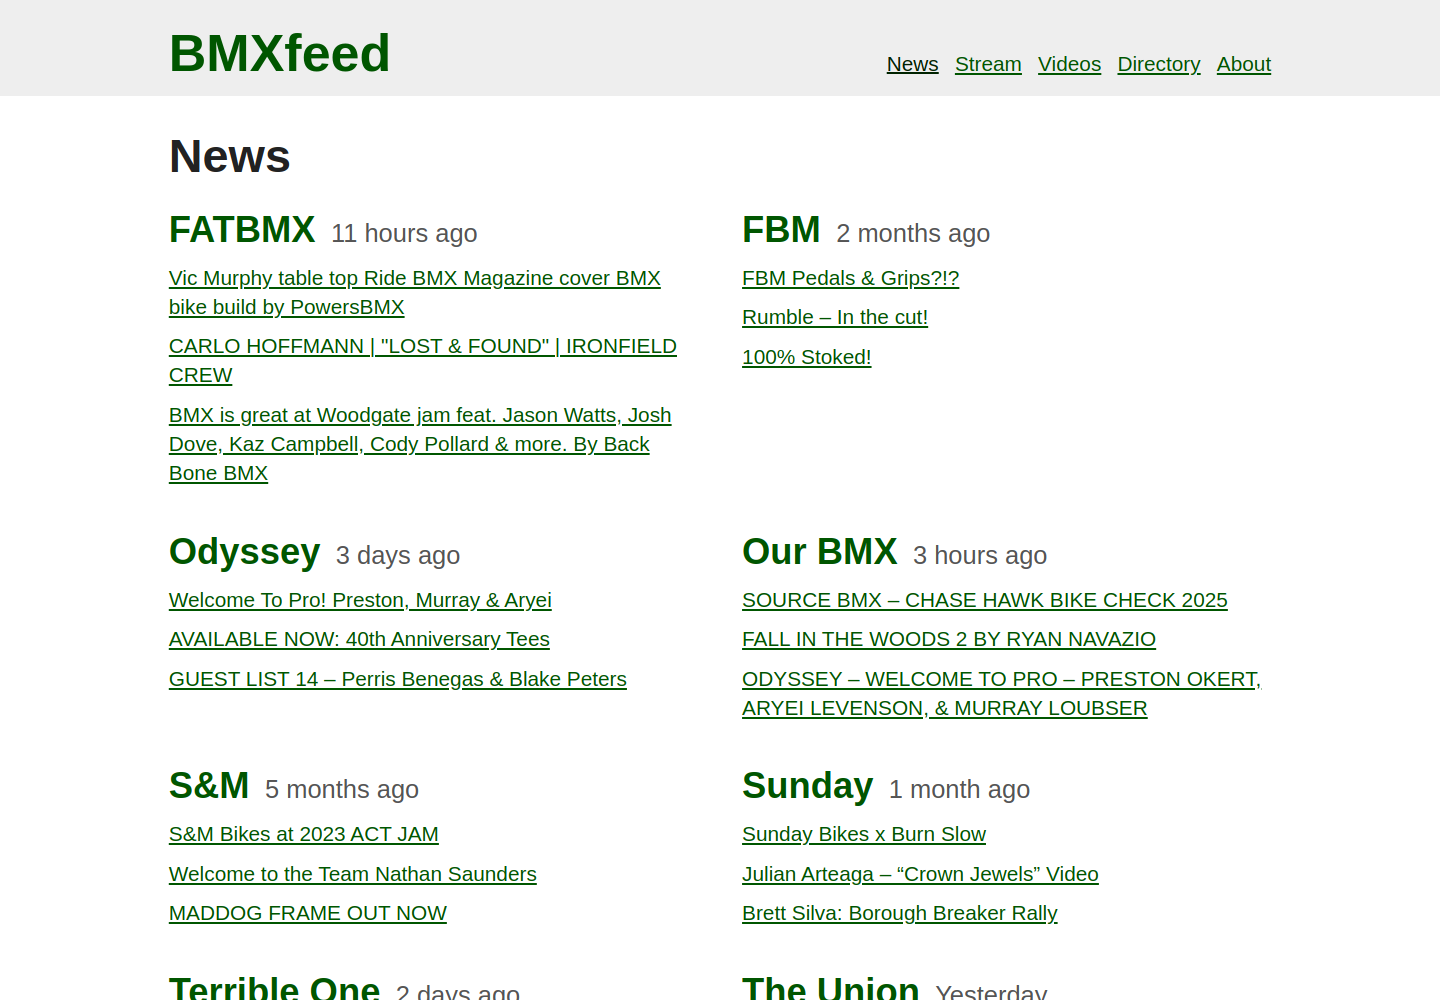 BMXfeed
News Stream Videos Directory About
News
FATBMX 11 hours ago
Vic Murphy table top Ride BMX Magazine cover BMX
bike build by PowersBMX
CARLO HOFFMANN | "LOST & FOUND" | IRONFIELD
CREW
BMX is great at Woodgate jam feat. Jason Watts, Josh
Dove, Kaz Campbell, Cody Pollard & more. By Back
Bone BMX
FBM 2 months ago
FBM Pedals & Grips?!?
Rumble – In the cut!
100% Stoked!
Odyssey 3 days ago
Welcome To Pro! Preston, Murray & Aryei
AVAILABLE NOW: 40th Anniversary Tees
GUEST LIST 14 – Perris Benegas & Blake Peters
Our BMX 3 hours ago
SOURCE BMX – CHASE HAWK BIKE CHECK 2025
FALL IN THE WOODS 2 BY RYAN NAVAZIO
ODYSSEY – WELCOME TO PRO – PRESTON OKERT,
ARYEI LEVENSON, & MURRAY LOUBSER
S&M 5 months ago
S&M Bikes at 2023 ACT JAM
Welcome to the Team Nathan Saunders
MADDOG FRAME OUT NOW
Sunday 1 month ago
Sunday Bikes x Burn Slow
Julian Arteaga – “Crown Jewels” Video
Brett Silva: Borough Breaker Rally
Terrible One 2 days ago
The Union Yesterday